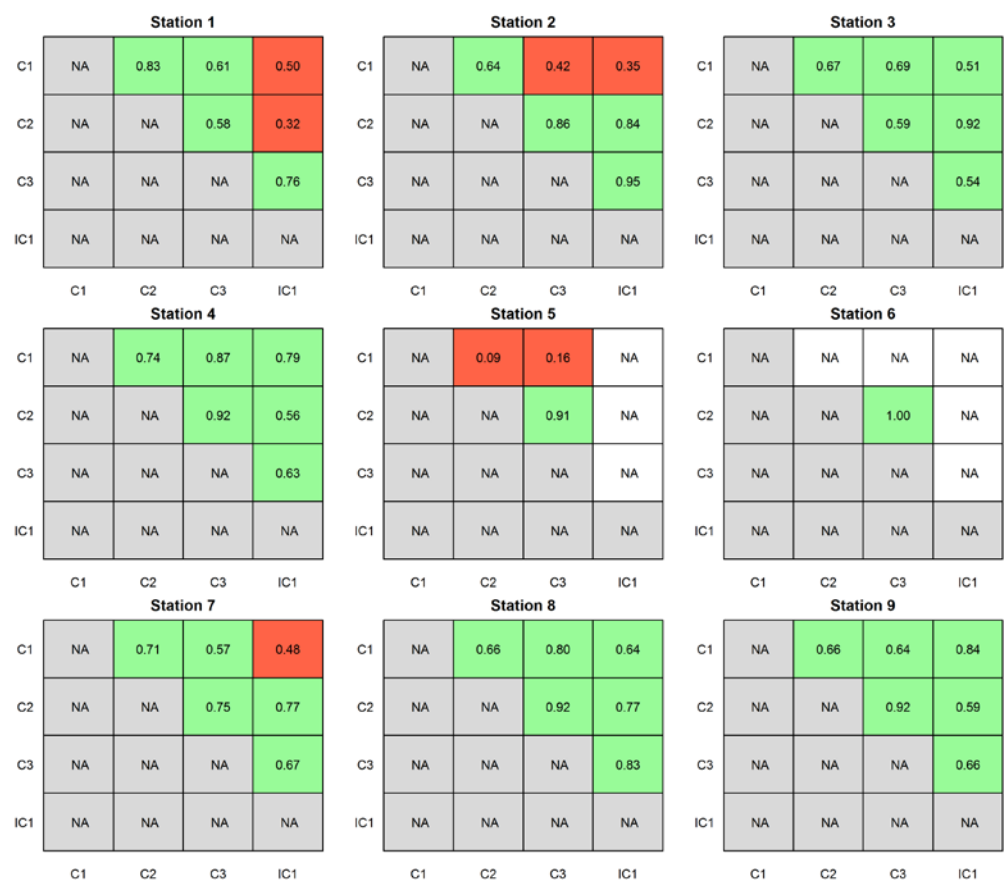 Station 1 Station 2 Station 3
C1 NA 0.83 0.61 0.50 C1 NA 0.64 0.42 0.35 C1 NA 0.67 0.69 0.51
C2 NA NA 0.58 0.32 C2 NA NA 0.86 0.84 C2 NA NA 0.59 0.92
C3 NA NA NA 0.76 C3 NA NA NA 0.95 C3 NA NA NA 0.54
IC1 NA NA NA NA IC1 NA NA NA NA IC1 NA NA NA NA
C1 C2 C3 IC1 C1 C2 C3 IC1 C1 C2 C3 IC1
Station 4 Station 5 Station 6
C1 NA 0.74 0.87 0.79 C1 NA 0.09 0.16 NA C1 NA NA NA NA
C2 NA NA 0.92 0.56 C2 NA NA 0.91 NA C2 NA NA 1.00 NA
C3 NA NA NA 0.63 C3 NA NA NA NA C3 NA NA NA NA
IC1 NA NA NA NA IC1 NA NA NA NA IC1 NA NA NA NA
C1 C2 C3 IC1 C1 C2 C3 IC1 C1 C2 C3 IC1
Station 7 Station 8 Station 9
C1 NA 0.71 0.57 0.48 C1 NA 0.66 0.80 0.64 C1 NA 0.66 0.64 0.84
C2 NA NA 0.75 0.77 C2 NA NA 0.92 0.77 C2 NA NA 0.92 0.59
C3 NA NA NA 0.67 C3 NA NA NA 0.83 C3 NA NA NA 0.66
IC1 NA NA NA NA IC1 NA NA NA NA IC1 NA NA NA NA
C1 C2 C3 IC1 C1 C2 C3 IC1 C1 C2 C3 IC1